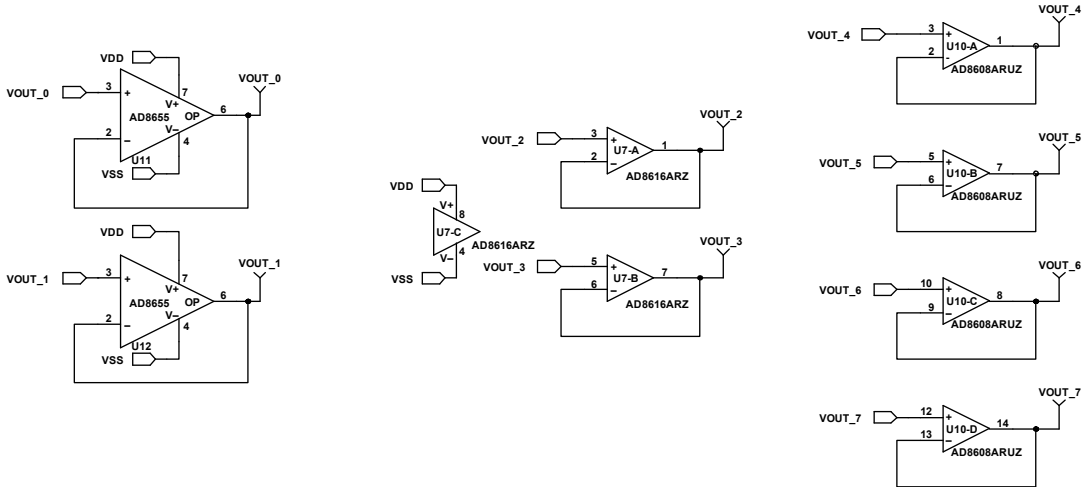 VDD
VOUT_0
VOUT_0
3
+
7
V+
AD8655
OP
6
2
−
V−
4
U11
VSS
VDD
VOUT_1
VOUT_1
3
+
7
V+
AD8655
OP
6
2
−
V−
4
U12
VSS
VDD
V+
8
U7-C
AD8616ARZ
V−
4
VSS
VOUT_2
VOUT_2
3
+
U7-A
1
2
−
AD8616ARZ
VOUT_3
VOUT_3
5
+
U7-B
7
6
−
AD8616ARZ
VOUT_4
VOUT_4
3
+
U10-A
1
2
-
AD8608ARUZ
VOUT_5
VOUT_5
5
+
U10-B
7
6
−
AD8608ARUZ
VOUT_6
VOUT_6
10
+
U10-C
8
9
−
AD8608ARUZ
VOUT_7
VOUT_7
12
+
U10-D
14
13
−
AD8608ARUZ